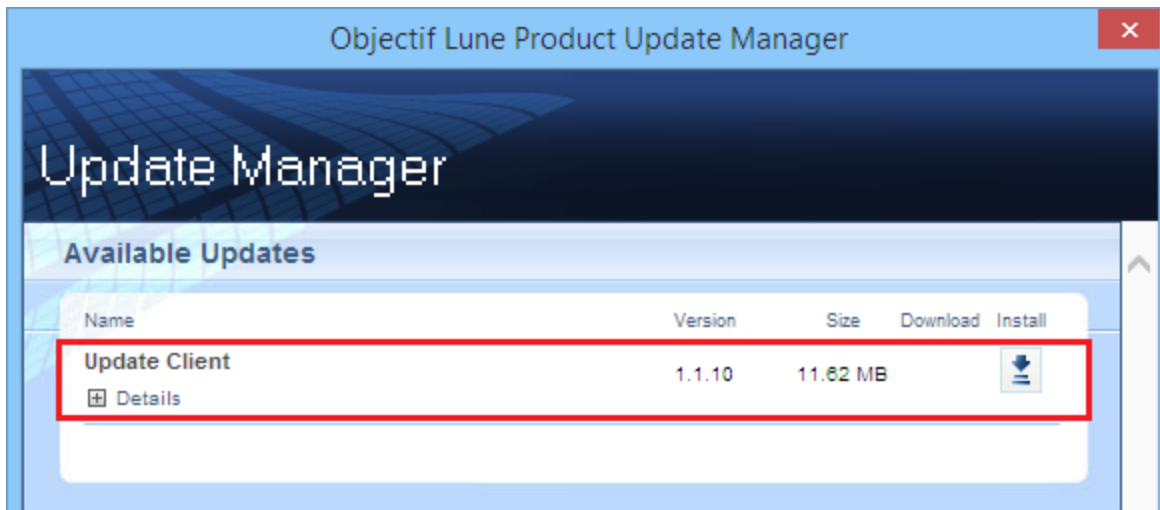 Objectif Lune Product Update Manager
Update Manager
Available Updates
Name Version Size Download Install
Update Client 1.1.10 11.62 MB
Details